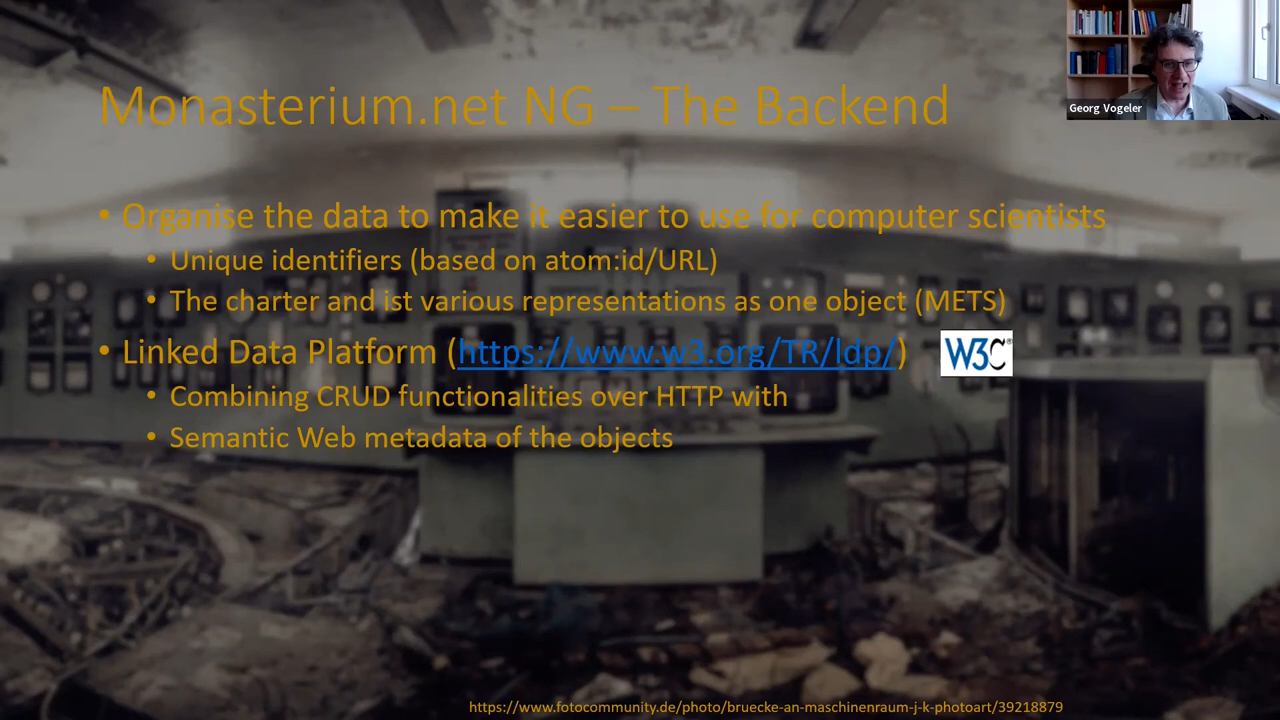 Georg Vogeler
Monasterium.net NG – The Backend
• Organise the data to make it easier to use for computer scientists
• Unique identifiers (based on atom:id/URL)
• The charter and ist various representations as one object (METS)
• Linked Data Platform (https://www.w3.org/TR/ldp/)
W3C®
• Combining CRUD functionalities over HTTP with
• Semantic Web metadata of the objects
https://www.fotocommunity.de/photo/bruecke-an-maschinenraum-j-k-photoart/39218879